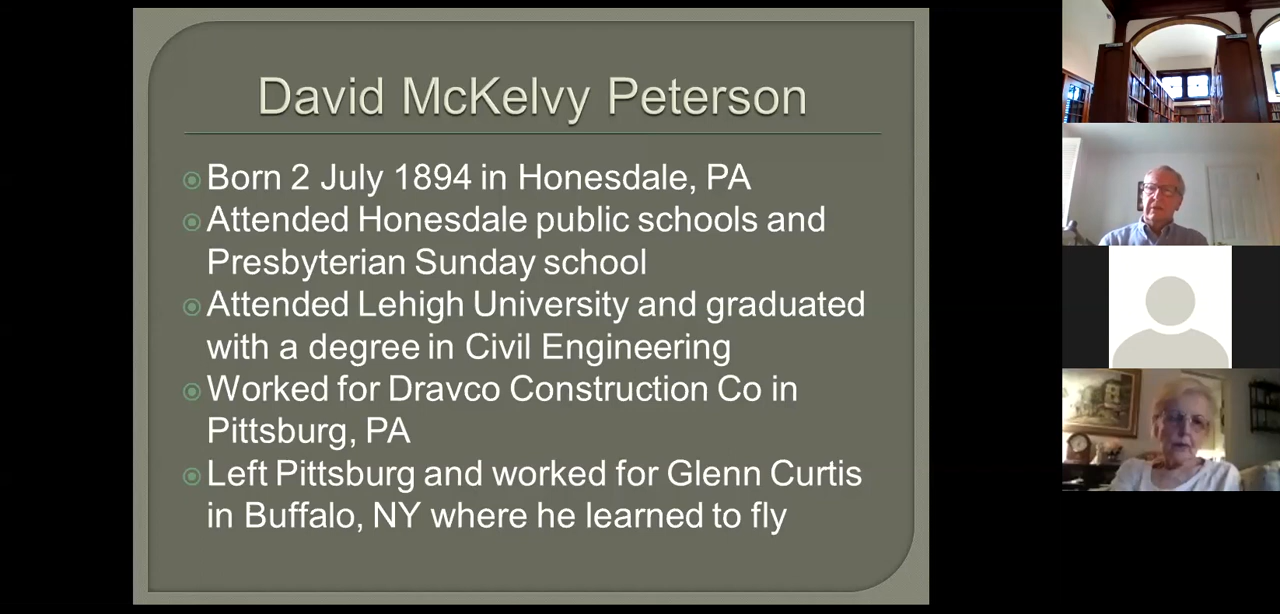 David McKelvy Peterson
Born 2 July 1894 in Honesdale, PA
Attended Honesdale public schools and
Presbyterian Sunday school
Attended Lehigh University and graduated
with a degree in Civil Engineering
Worked for Dravco Construction Co in
Pittsburg, PA
Left Pittsburg and worked for Glenn Curtis
in Buffalo, NY where he learned to fly